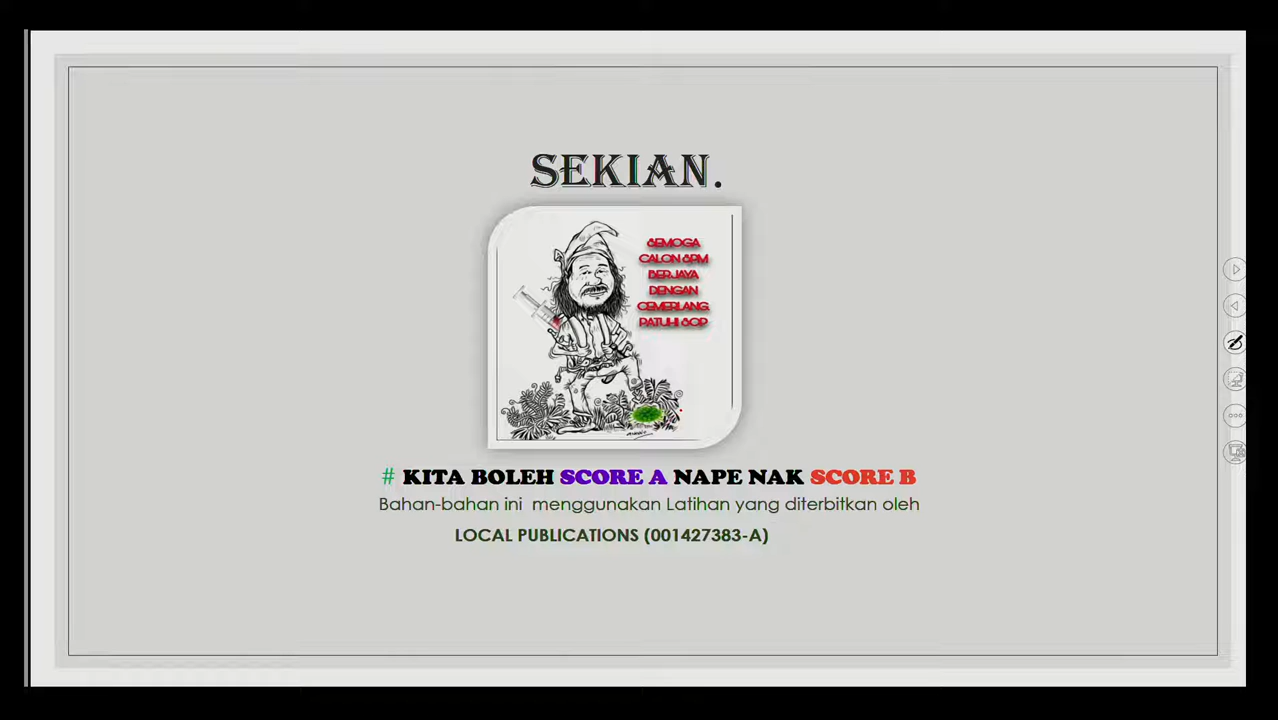 SEKIAN.
SEMOGA
CALON SPM
BERJAYA
DENGAN
CEMERLANG.
PATUHI SOP
# KITA BOLEH SCORE A NAPE NAK SCORE B
Bahan-bahan ini menggunakan Latihan yang diterbitkan oleh
LOCAL PUBLICATIONS (001427383-A)